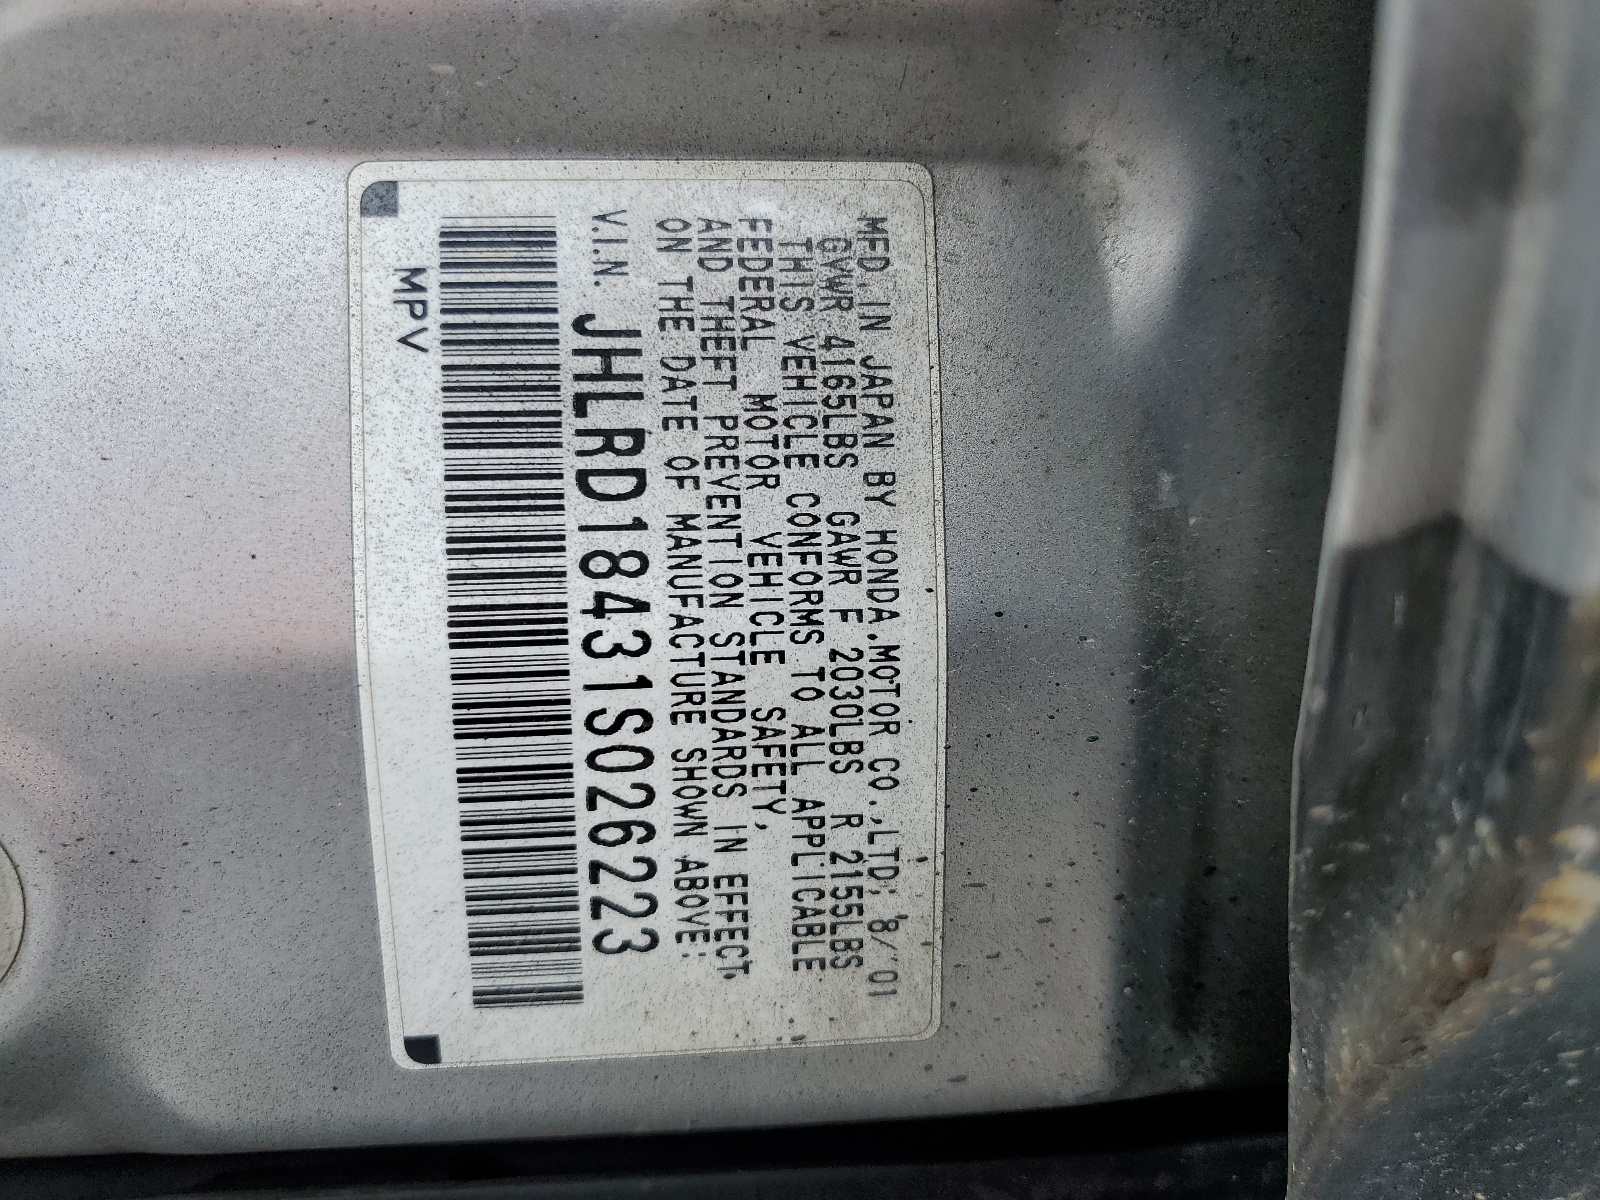 MFD. IN JAPAN BY HONDA MOTOR CO.,LTD; 8/'01
GVWR 4165LBS GAWR F 2030LBS R 2155LBS
THIS VEHICLE CONFORMS TO ALL APPLICABLE
FEDERAL MOTOR VEHICLE SAFETY,
AND THEFT PREVENTION STANDARDS IN EFFECT
ON THE DATE OF MANUFACTURE SHOWN ABOVE:
V.I.N. JHLRD18431S026223
MPV